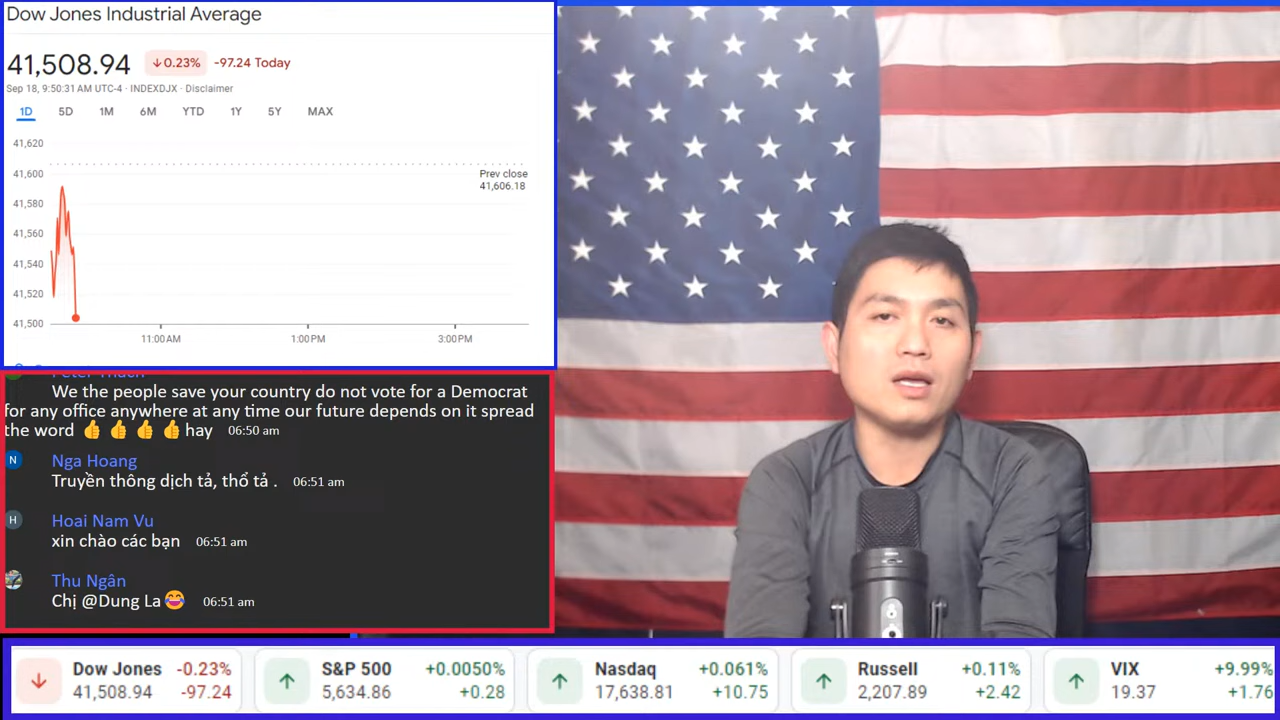 Dow Jones Industrial Average
41,508.94 ↓0.23% -97.24 Today
Sep 18, 9:50:31 AM UTC-4 · INDEXDJX · Disclaimer
1D 5D 1M 6M YTD 1Y 5Y MAX
41,620
41,600
41,580
41,560
41,540
41,520
41,500
Prev close
41,606.18
11:00 AM 1:00 PM 3:00 PM
We the people save your country do not vote for a Democrat
for any office anywhere at any time our future depends on it spread
the word 👍 👍 👍 👍 hay 06:50 am
N Nga Hoang
Truyền thông dịch tả, thổ tả . 06:51 am
H Hoai Nam Vu
xin chào các bạn 06:51 am
Thu Ngân
Chị @Dung La😂 06:51 am
Dow Jones -0.23%
41,508.94 -97.24
S&P 500 +0.0050%
5,634.86 +0.28
Nasdaq +0.061%
17,638.81 +10.75
Russell +0.11%
2,207.89 +2.42
VIX +9.99%
19.37 +1.76